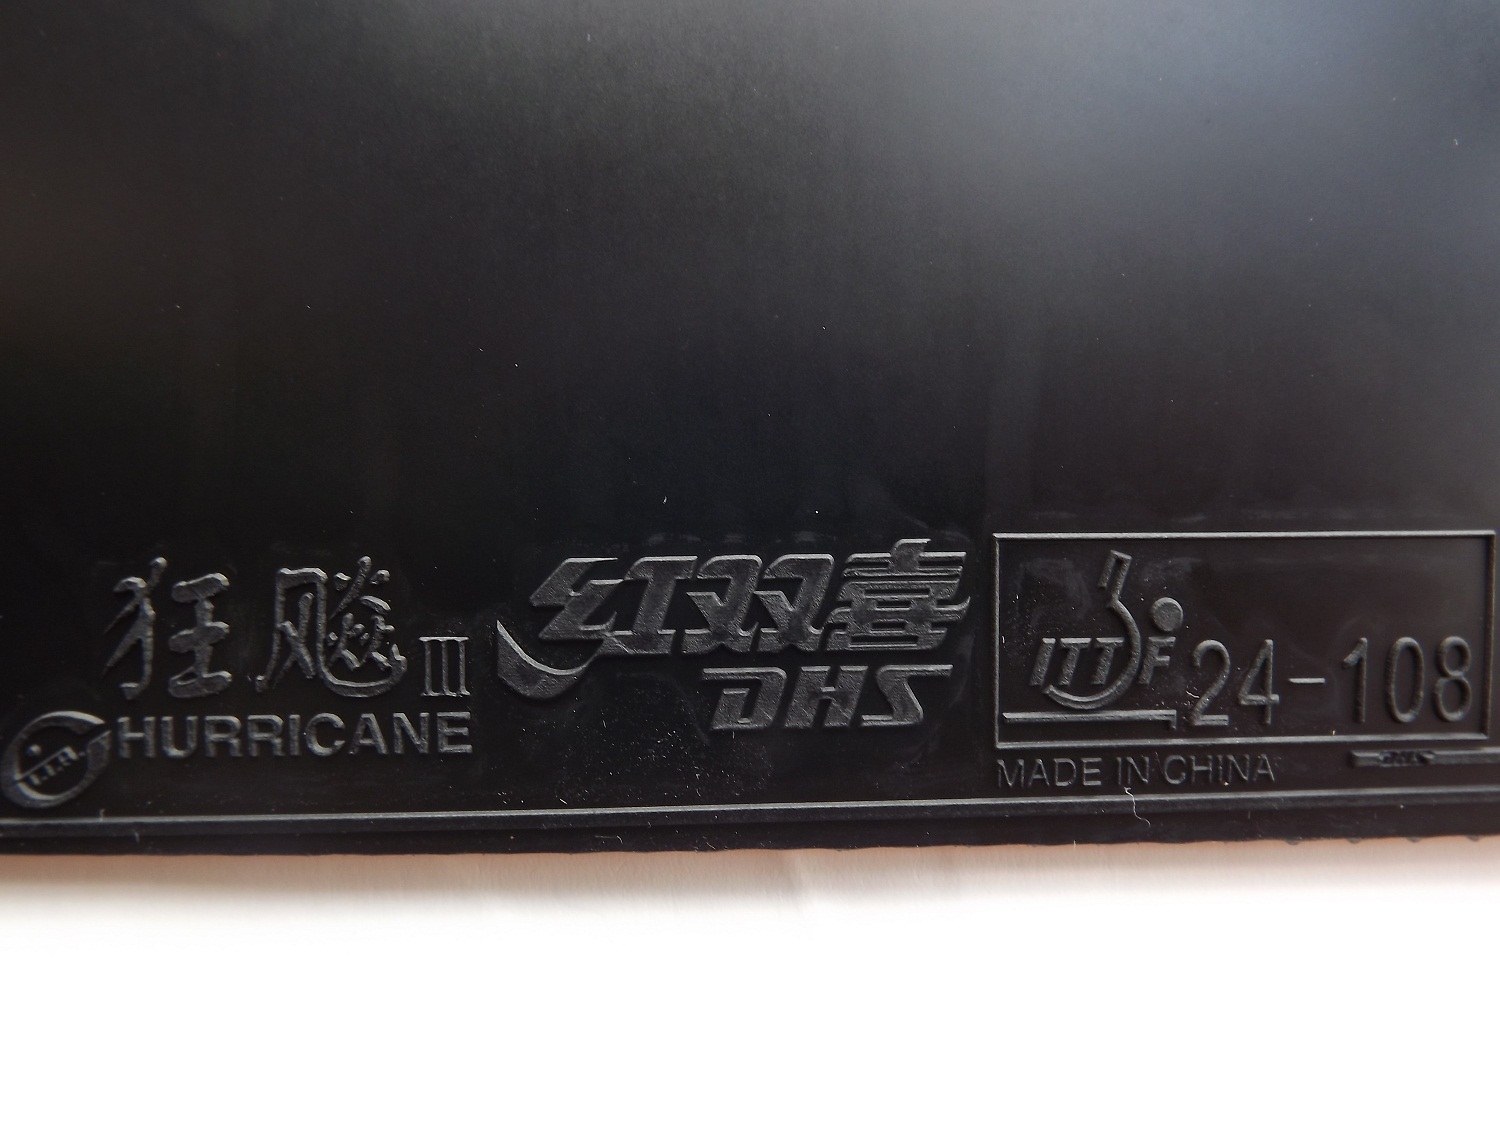 狂飚III
HURRICANE
红双喜
DHS
ITTF 24-108
MADE IN CHINA